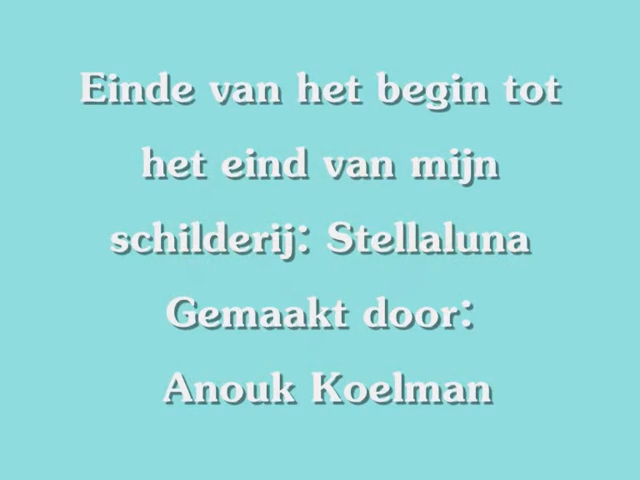 Einde van het begin tot
het eind van mijn
schilderij: Stellaluna
Gemaakt door:
Anouk Koelman